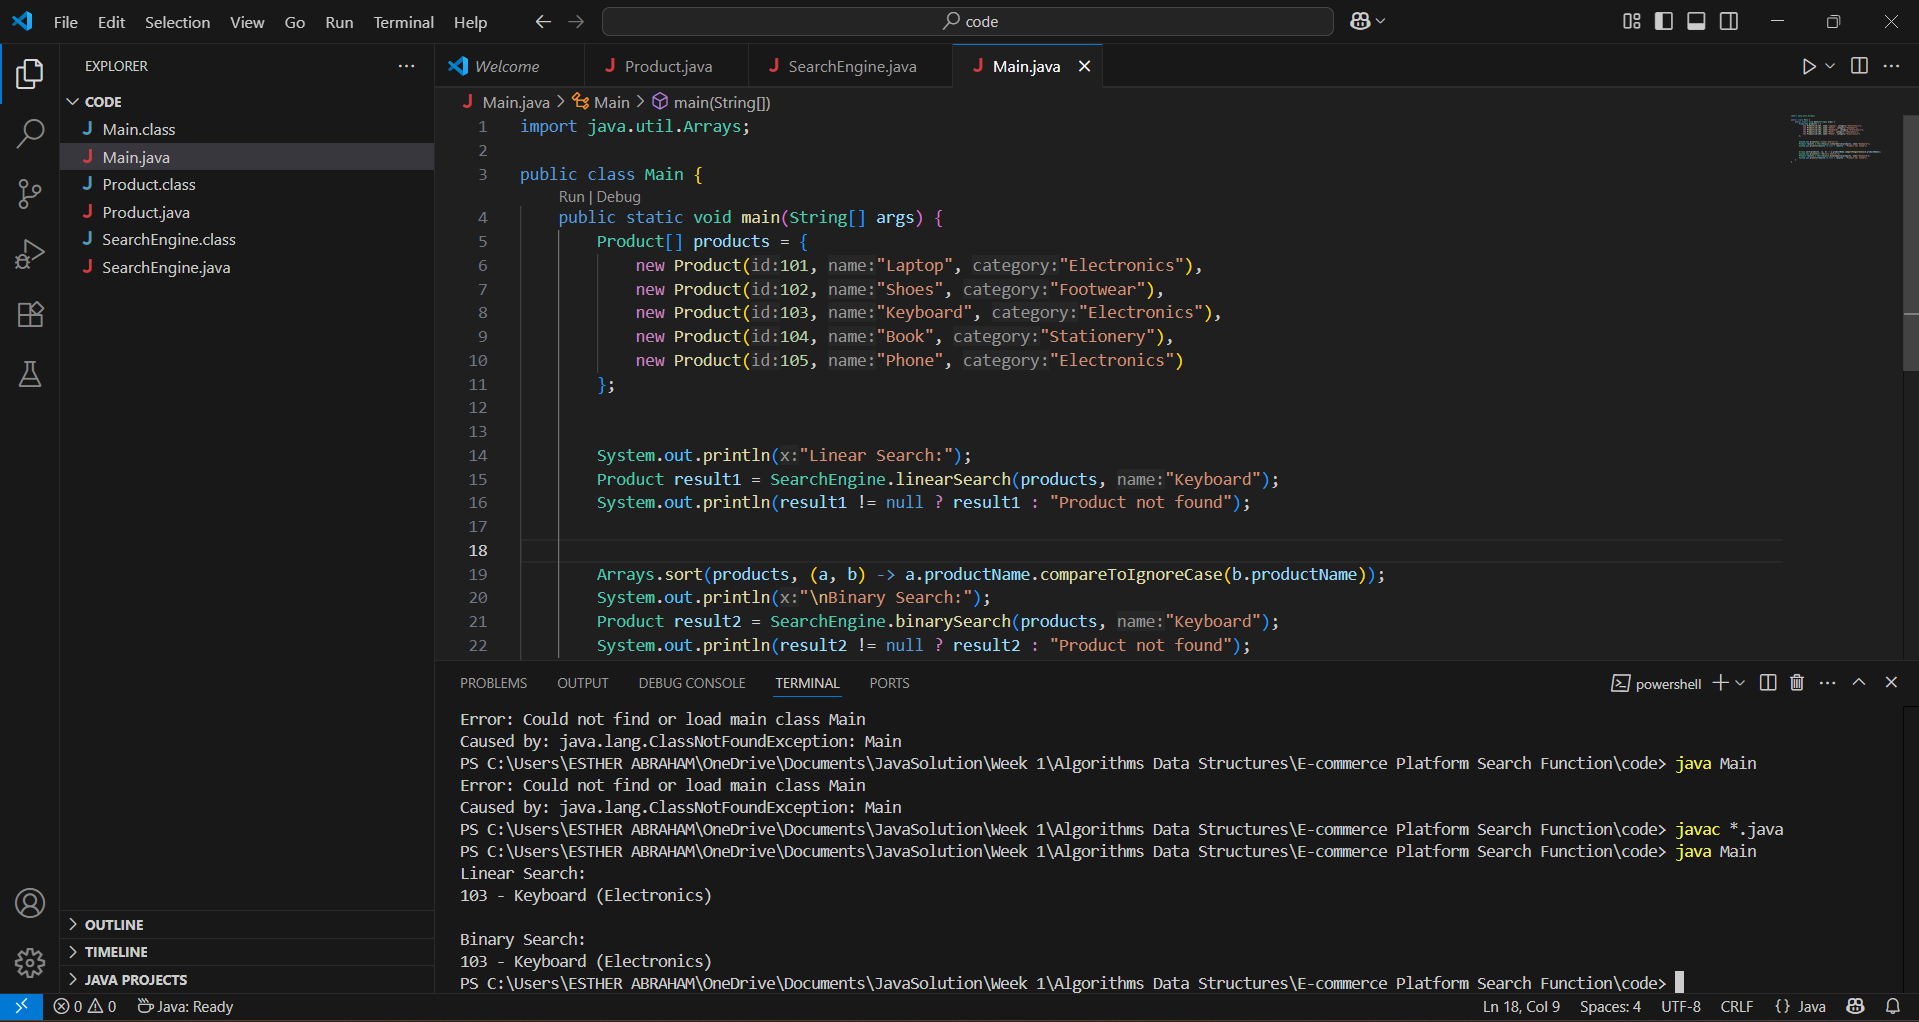 File Edit Selection View Go Run Terminal Help
code
EXPLORER
CODE
Main.class
Main.java
Product.class
Product.java
SearchEngine.class
SearchEngine.java
OUTLINE
TIMELINE
JAVA PROJECTS
Welcome Product.java SearchEngine.java Main.java
Main.java > Main > main(String[])
1 import java.util.Arrays;
2
3 public class Main {
Run | Debug
4 public static void main(String[] args) {
5 Product[] products = {
6 new Product(id:101, name:"Laptop", category:"Electronics"),
7 new Product(id:102, name:"Shoes", category:"Footwear"),
8 new Product(id:103, name:"Keyboard", category:"Electronics"),
9 new Product(id:104, name:"Book", category:"Stationery"),
10 new Product(id:105, name:"Phone", category:"Electronics")
11 };
12
13
14 System.out.println(x:"Linear Search:");
15 Product result1 = SearchEngine.linearSearch(products, name:"Keyboard");
16 System.out.println(result1 != null ? result1 : "Product not found");
17
18
19 Arrays.sort(products, (a, b) -> a.productName.compareToIgnoreCase(b.productName));
20 System.out.println(x:"\nBinary Search:");
21 Product result2 = SearchEngine.binarySearch(products, name:"Keyboard");
22 System.out.println(result2 != null ? result2 : "Product not found");
PROBLEMS OUTPUT DEBUG CONSOLE TERMINAL PORTS
powershell
Error: Could not find or load main class Main
Caused by: java.lang.ClassNotFoundException: Main
PS C:\Users\ESTHER ABRAHAM\OneDrive\Documents\JavaSolution\Week 1\Algorithms Data Structures\E-commerce Platform Search Function\code> java Main
Error: Could not find or load main class Main
Caused by: java.lang.ClassNotFoundException: Main
PS C:\Users\ESTHER ABRAHAM\OneDrive\Documents\JavaSolution\Week 1\Algorithms Data Structures\E-commerce Platform Search Function\code> javac *.java
PS C:\Users\ESTHER ABRAHAM\OneDrive\Documents\JavaSolution\Week 1\Algorithms Data Structures\E-commerce Platform Search Function\code> java Main
Linear Search:
103 - Keyboard (Electronics)
Binary Search:
103 - Keyboard (Electronics)
PS C:\Users\ESTHER ABRAHAM\OneDrive\Documents\JavaSolution\Week 1\Algorithms Data Structures\E-commerce Platform Search Function\code>
0 0 Java: Ready
Ln 18, Col 9 Spaces: 4 UTF-8 CRLF {} Java